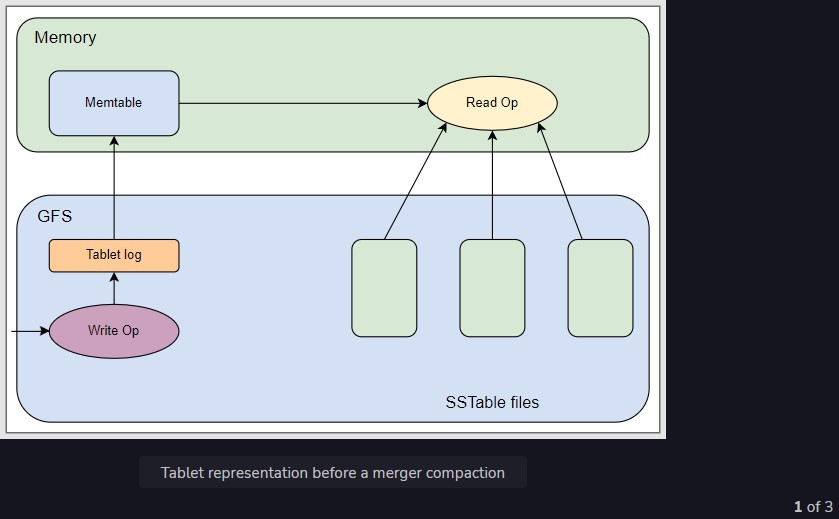 Memory
Memtable
Read Op
GFS
Tablet log
Write Op
SSTable files
Tablet representation before a merger compaction
1 of 3